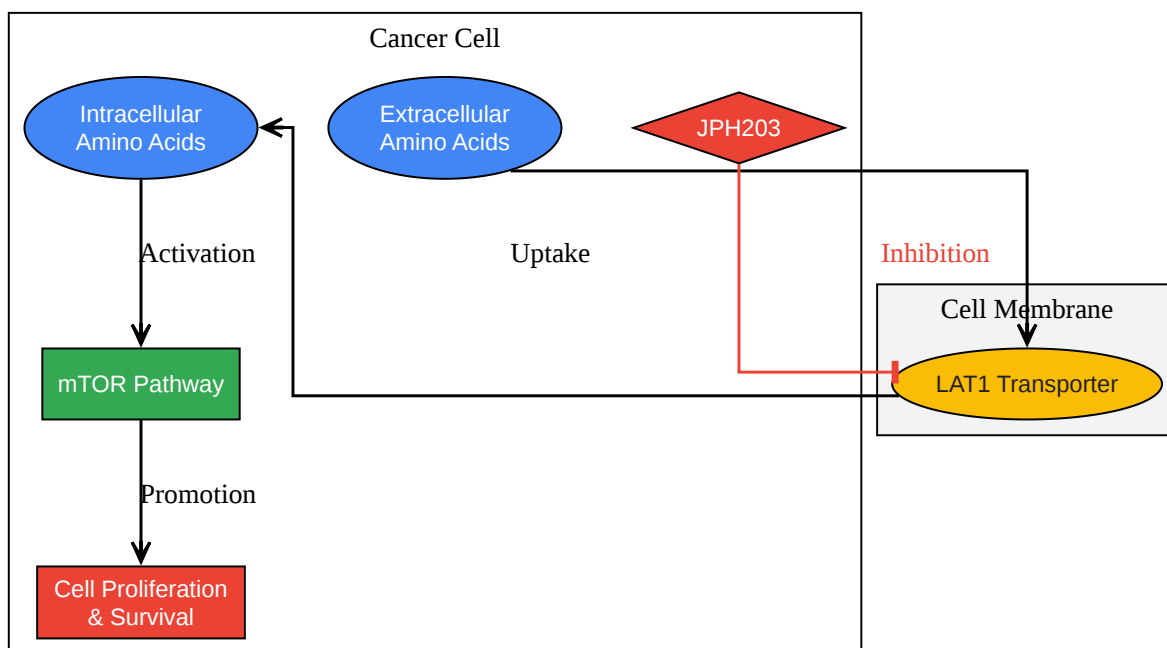 Cancer Cell
Intracellular
Amino Acids
Extracellular
Amino Acids
JPH203
Activation
Uptake
Inhibition
Cell Membrane
mTOR Pathway
LAT1 Transporter
Promotion
Cell Proliferation
& Survival